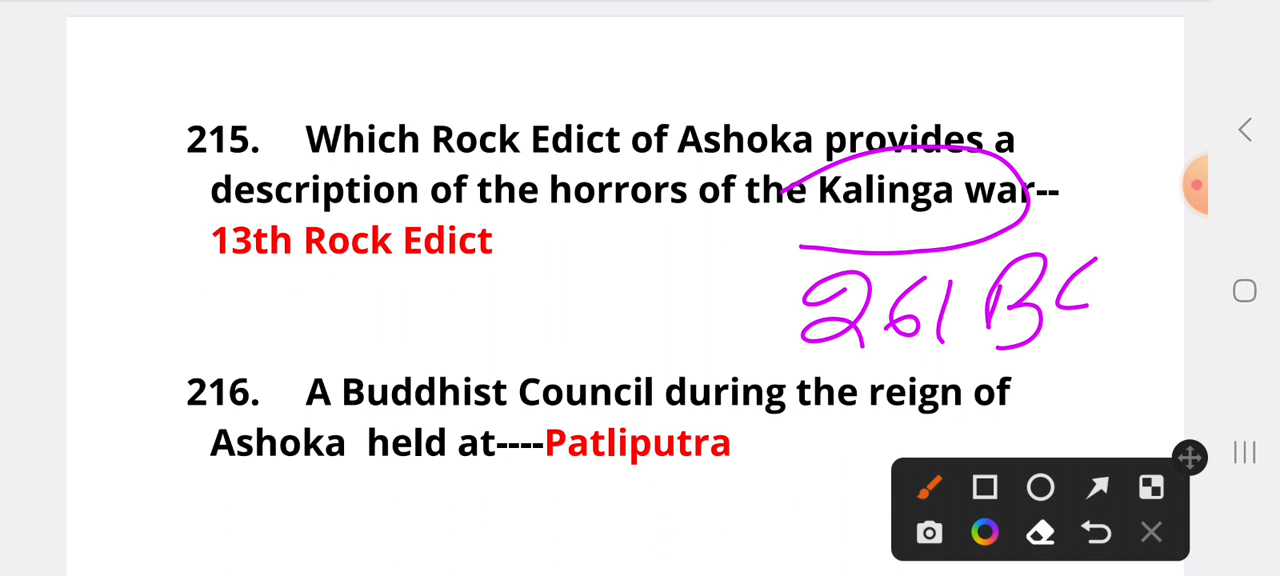 215. Which Rock Edict of Ashoka provides a
description of the horrors of the Kalinga war--
13th Rock Edict
261 BC
216. A Buddhist Council during the reign of
Ashoka held at----Patliputra